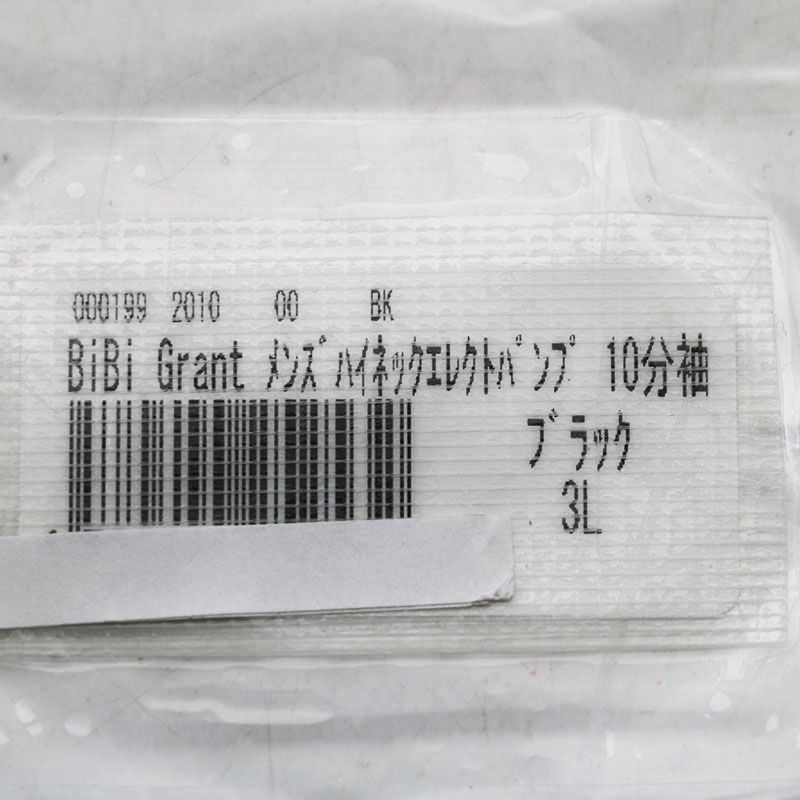 000199 2010 00 BK
BiBi Grant ﾒﾝｽﾞﾊｲﾈｯｸｴﾚｸﾄﾊﾟﾝﾌﾟ 10分袖
ﾌﾞﾗｯｸ
3L